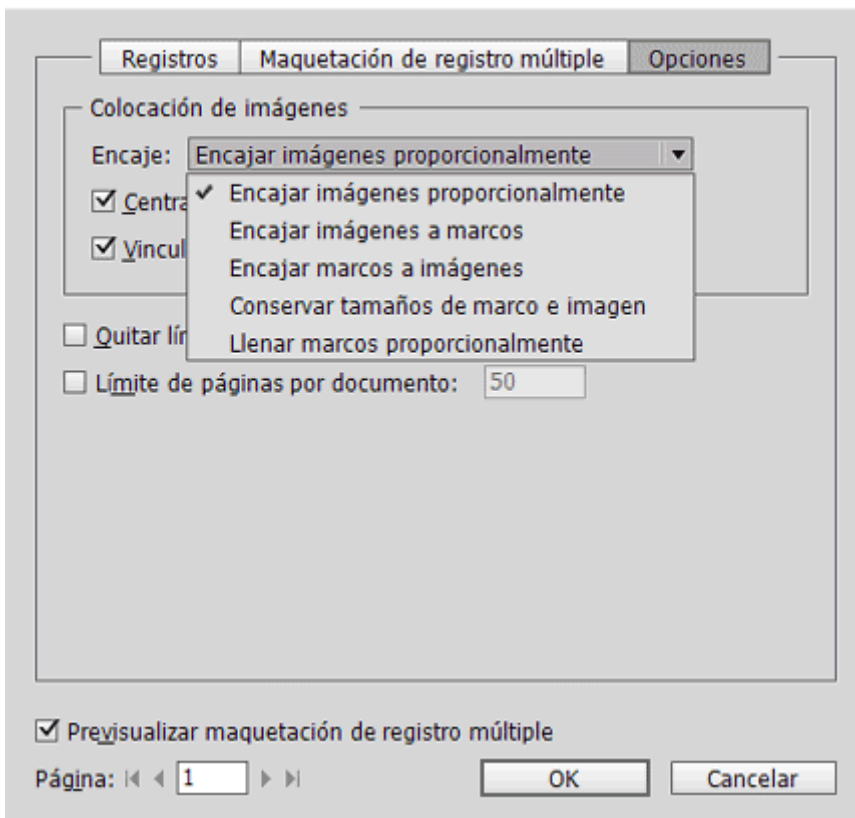 Registros Maquetación de registro múltiple Opciones
Colocación de imágenes
Encaje: Encajar imágenes proporcionalmente
Encajar imágenes proporcionalmente
Encajar imágenes a marcos
Encajar marcos a imágenes
Conservar tamaños de marco e imagen
Llenar marcos proporcionalmente
Centra
Vincul
Quitar lín
Límite de páginas por documento: 50
Previsualizar maquetación de registro múltiple
Página: 1
OK Cancelar